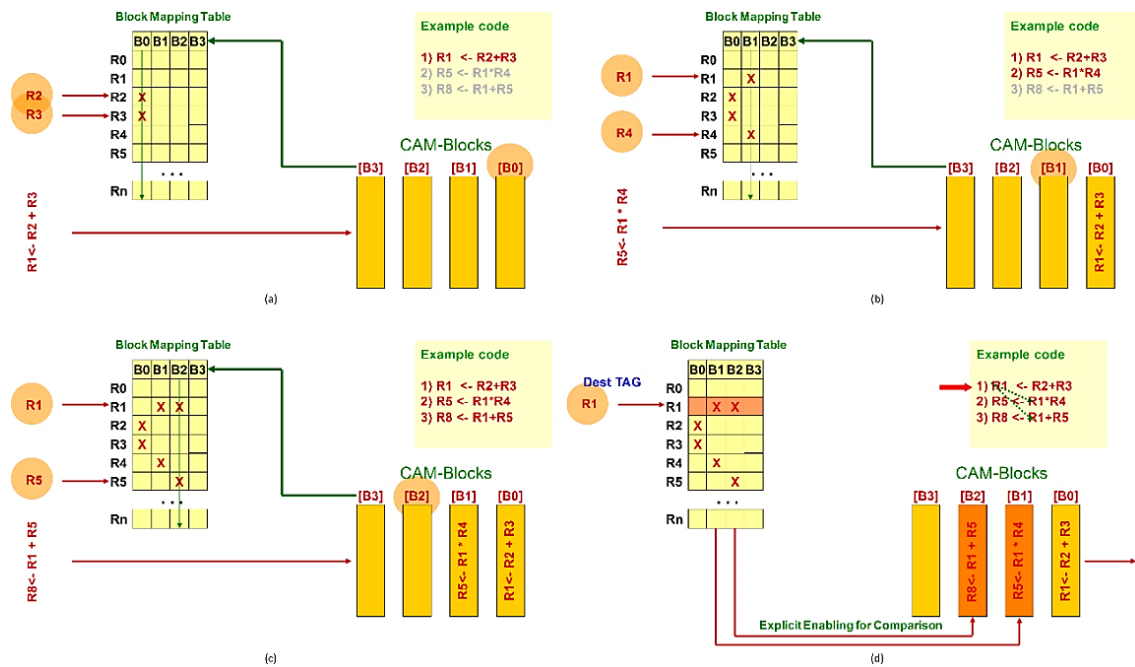 Block Mapping Table
B0 B1 B2 B3
R0
R1
R2
R3
R4
R5
. . .
Rn
R2
R3
R1<- R2 + R3
Example code
1) R1 <- R2+R3
2) R5 <- R1*R4
3) R8 <- R1+R5
CAM-Blocks
[B3] [B2] [B1] [B0]
X
X
(a)
Block Mapping Table
B0 B1 B2 B3
R0
R1 X
R2 X
R3 X
R4 X
R5
. . .
Rn
R1
R4
R5<- R1 * R4
Example code
1) R1 <- R2+R3
2) R5 <- R1*R4
3) R8 <- R1+R5
CAM-Blocks
[B3] [B2] [B1] [B0]
R1<- R2 + R3
(b)
Block Mapping Table
B0 B1 B2 B3
R0
R1 X X
R2 X
R3 X
R4 X
R5 X
. . .
Rn
R1
R5
R8<- R1 + R5
Example code
1) R1 <- R2+R3
2) R5 <- R1*R4
3) R8 <- R1+R5
CAM-Blocks
[B3] [B2] [B1] [B0]
R5<- R1 * R4
R1<- R2 + R3
(c)
Block Mapping Table
B0 B1 B2 B3
R0
R1 X X
R2 X
R3 X
R4 X
R5 X
. . .
Rn
Dest TAG
R1
Example code
1) R1 <- R2+R3
2) R5 <- R1*R4
3) R8 <- R1+R5
CAM-Blocks
[B3] [B2] [B1] [B0]
R8<- R1 + R5
R5<- R1 * R4
R1<- R2 + R3
Explicit Enabling for Comparison
(d)